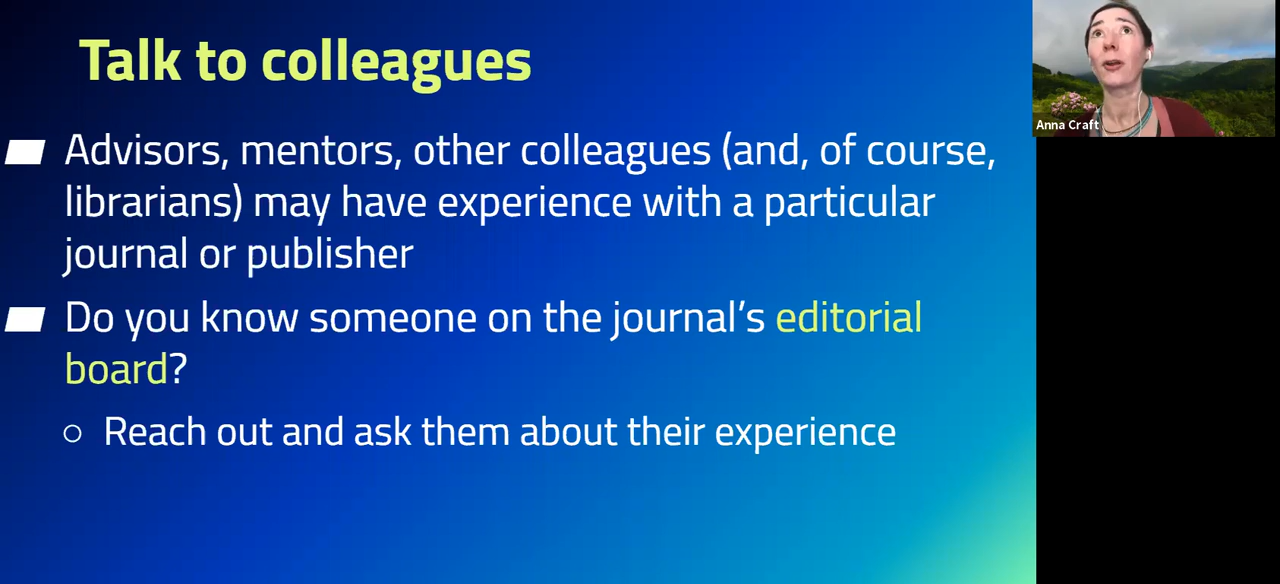 Talk to colleagues
Advisors, mentors, other colleagues (and, of course,
librarians) may have experience with a particular
journal or publisher
Do you know someone on the journal’s editorial
board?
Reach out and ask them about their experience
Anna Craft